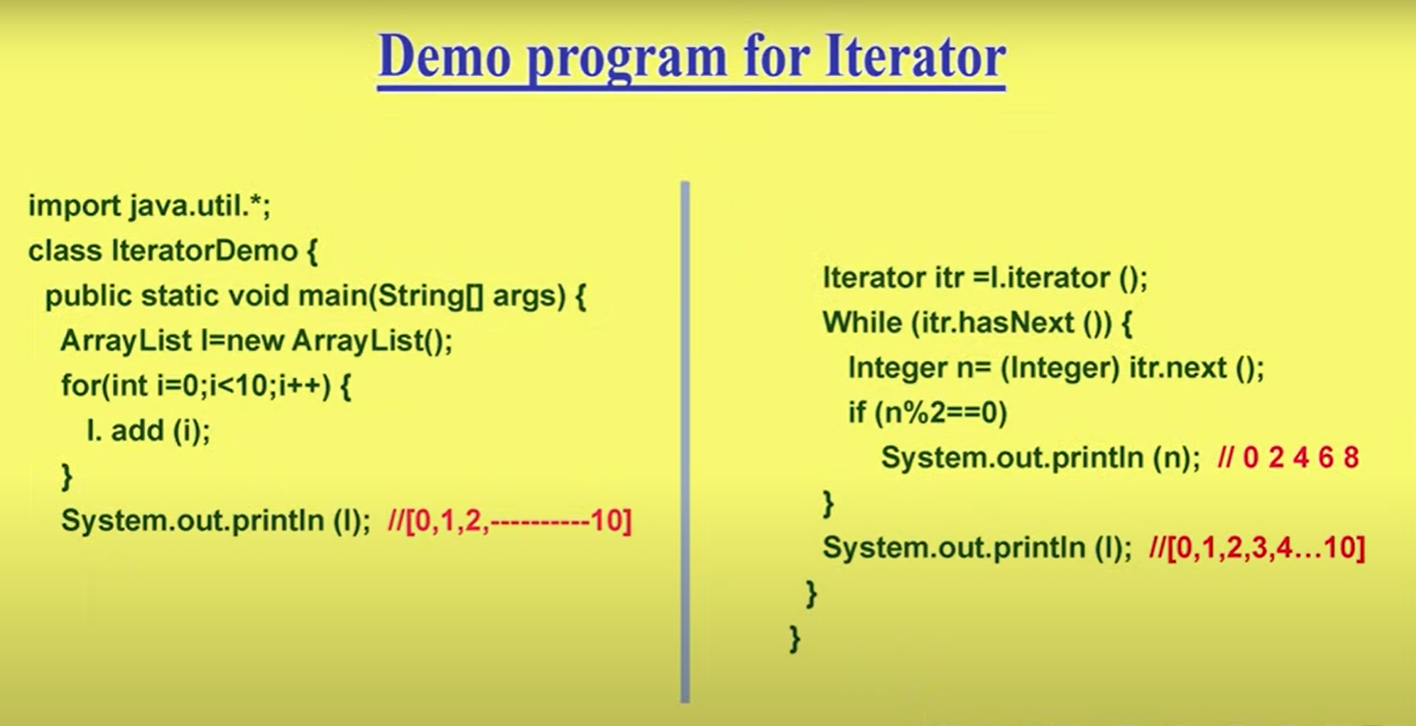 Demo program for Iterator
import java.util.*;
class IteratorDemo {
public static void main(String[] args) {
ArrayList l=new ArrayList();
for(int i=0;i<10;i++) {
l. add (i);
}
System.out.println (l); //[0,1,2,----------10]
Iterator itr =l.iterator ();
While (itr.hasNext ()) {
Integer n= (Integer) itr.next ();
if (n%2==0)
System.out.println (n); // 0 2 4 6 8
}
System.out.println (l); //[0,1,2,3,4...10]
}
}